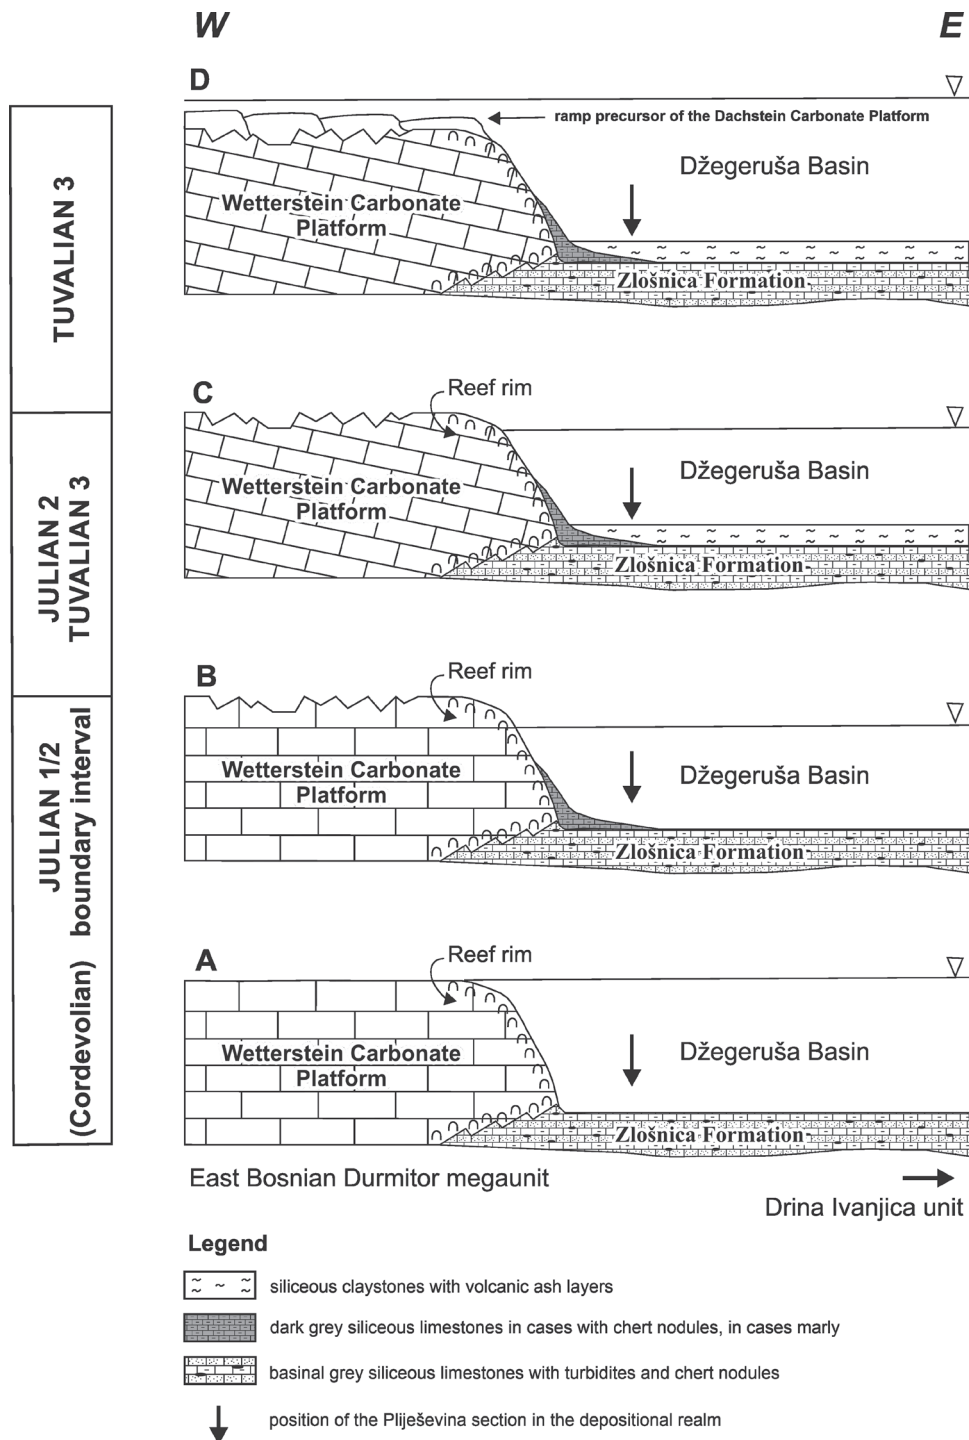 W
E
D
ramp precursor of the Dachstein Carbonate Platform
Džegeruša Basin
Wetterstein Carbonate
Platform
Zlošnica Formation
TUVALIAN 3
C
Reef rim
Džegeruša Basin
Wetterstein Carbonate
Platform
Zlošnica Formation
JULIAN 2
TUVALIAN 3
B
Reef rim
Džegeruša Basin
Wetterstein Carbonate
Platform
Zlošnica Formation
JULIAN 1/2
(Cordevolian) boundary interval
A
Reef rim
Džegeruša Basin
Wetterstein Carbonate
Platform
Zlošnica Formation
East Bosnian Durmitor megaunit
Drina Ivanjica unit
Legend
siliceous claystones with volcanic ash layers
dark grey siliceous limestones in cases with chert nodules, in cases marly
basinal grey siliceous limestones with turbidites and chert nodules
position of the Pliješevina section in the depositional realm